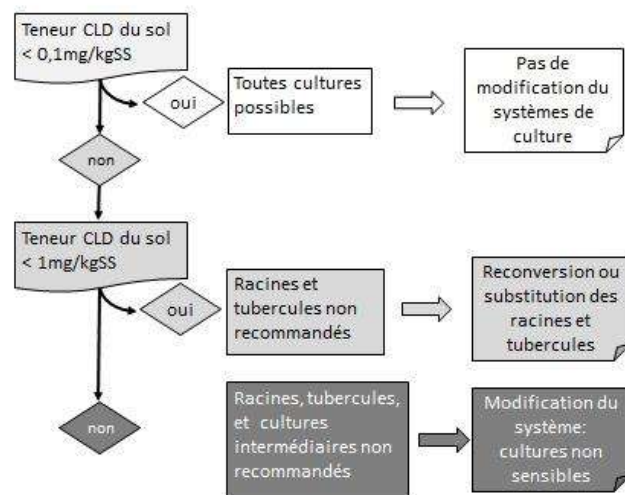 Teneur CLD du sol
< 0,1mg/kgSS
oui
Toutes cultures
possibles
Pas de
modification du
systèmes de
culture
non
Teneur CLD du sol
< 1mg/kgSS
oui
Racines et
tubercules non
recommandés
Reconversion ou
substitution des
racines et
tubercules
non
Racines, tubercules,
et cultures
intermédiaires non
recommandés
Modification du
système:
cultures non
sensibles